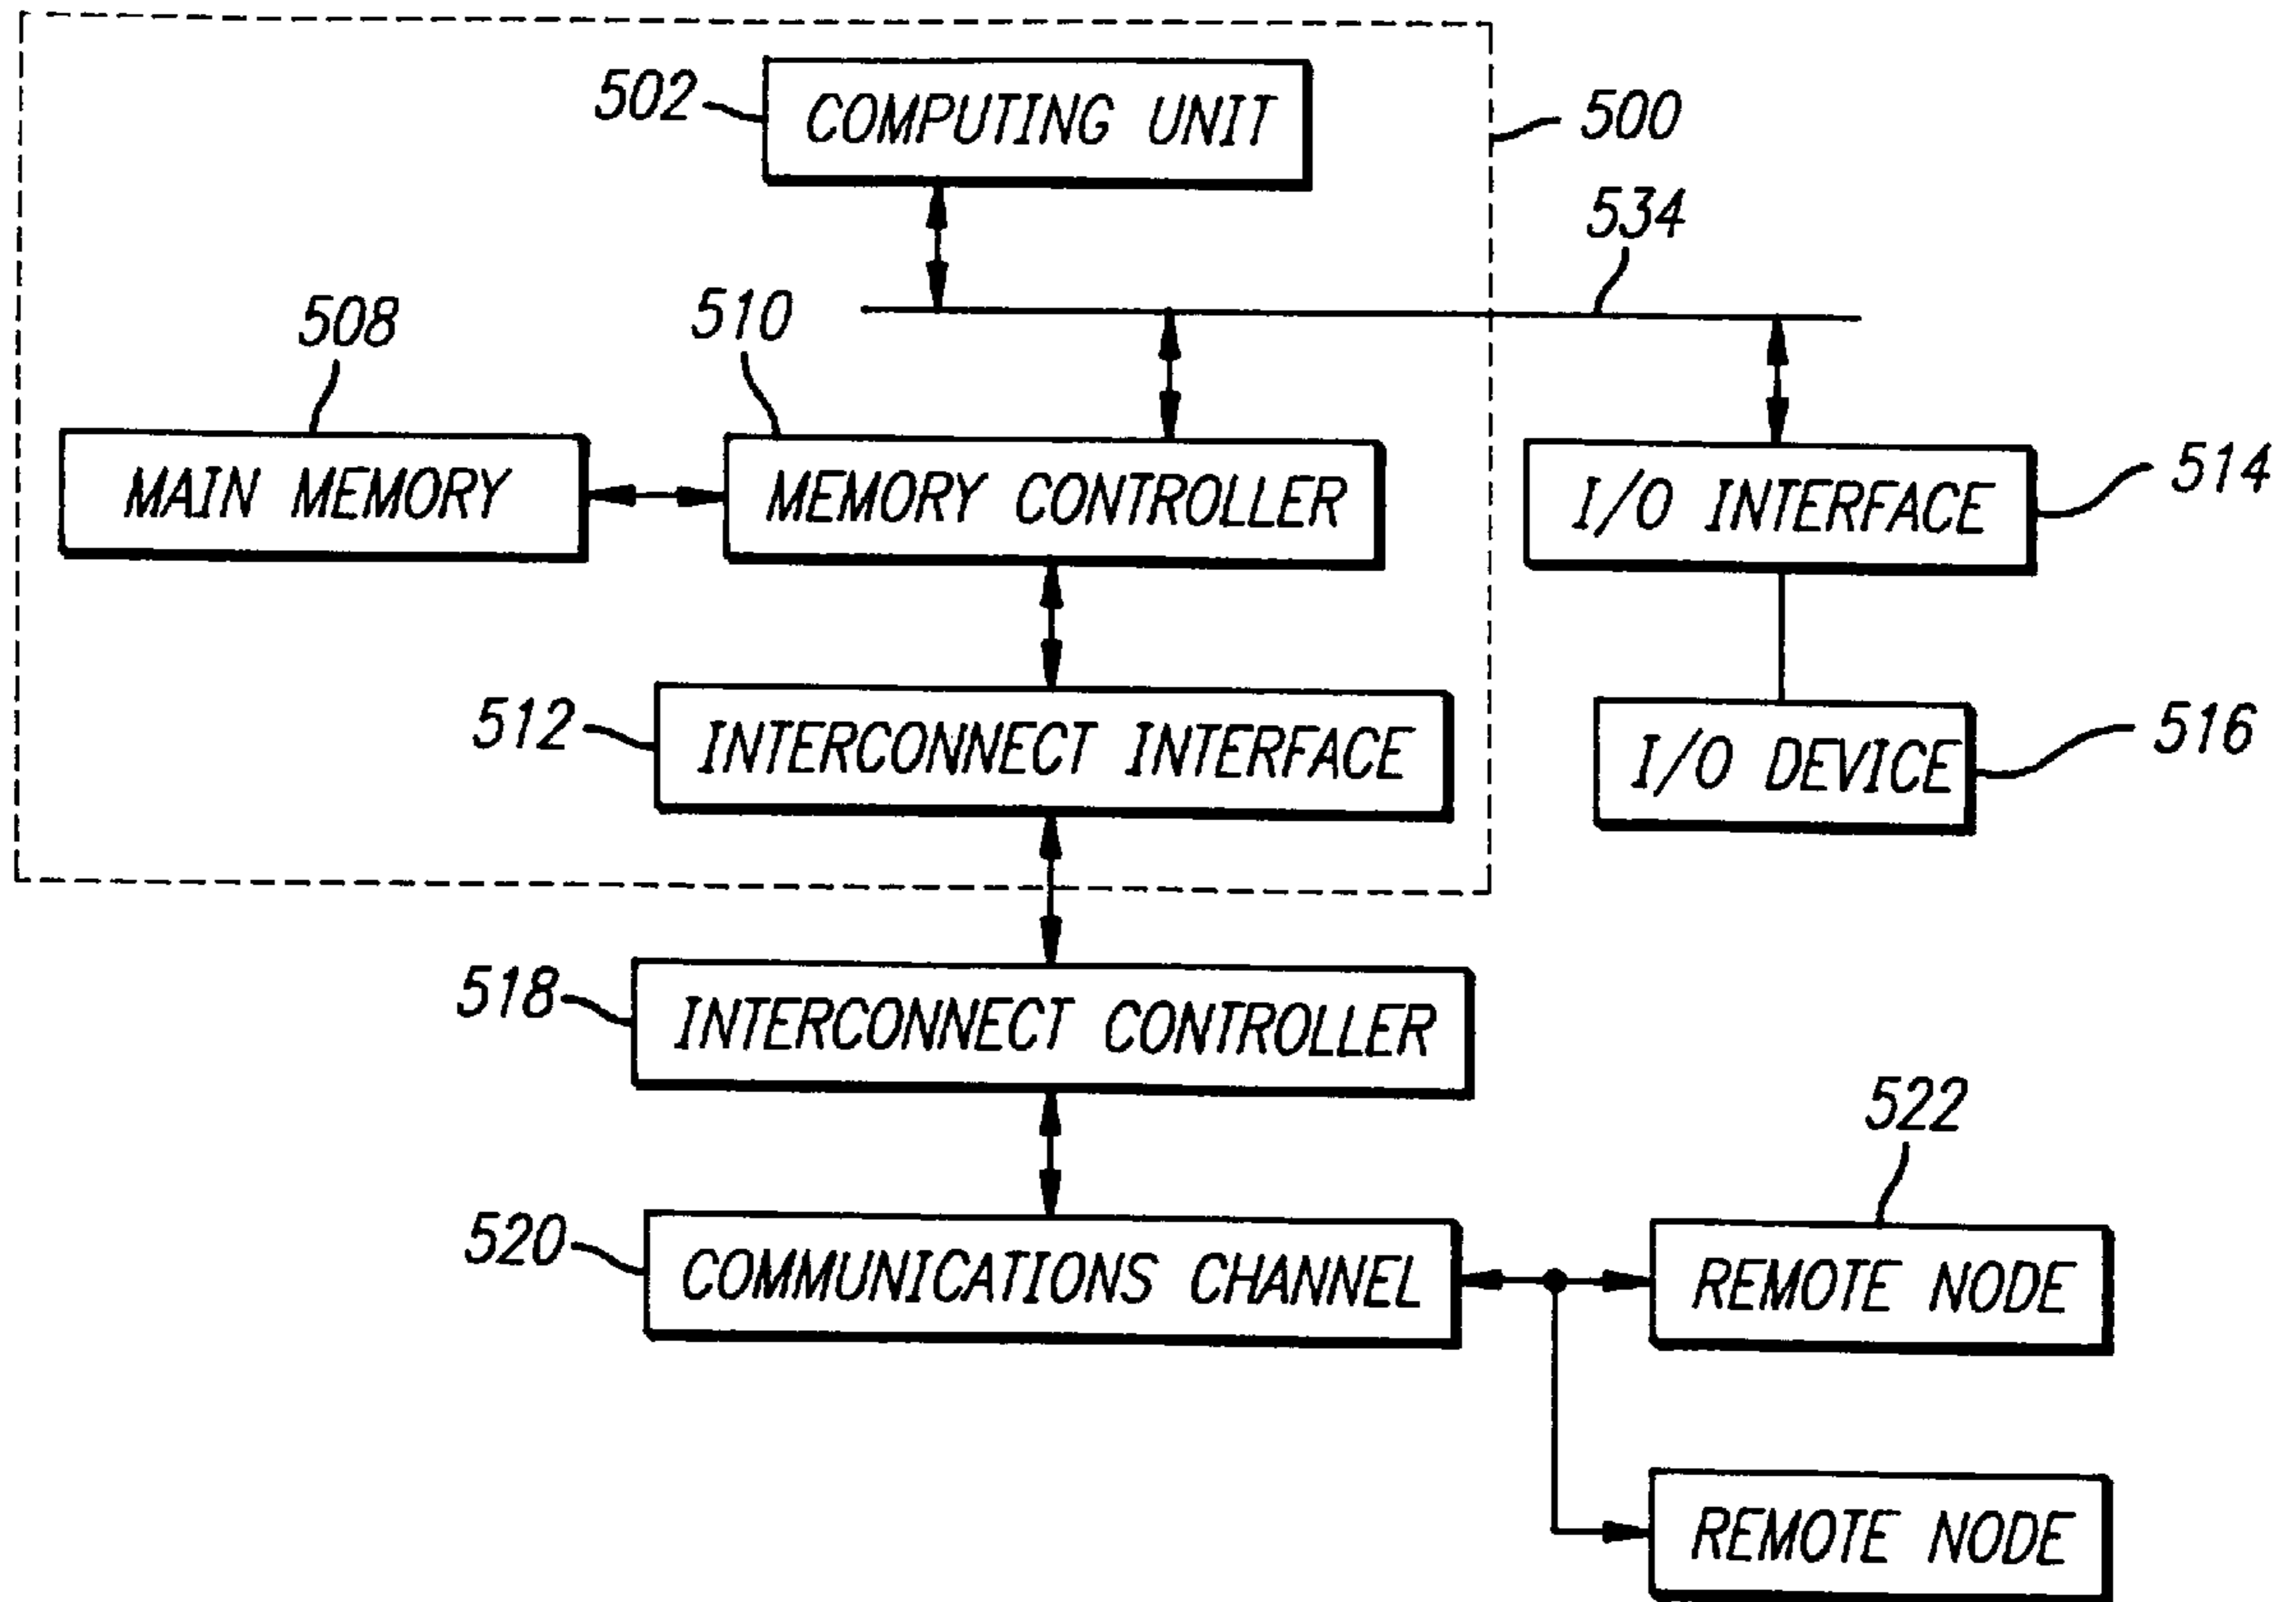 502
COMPUTING UNIT
500
534
508
510
MAIN MEMORY
MEMORY CONTROLLER
I/O INTERFACE
514
512
INTERCONNECT INTERFACE
I/O DEVICE
516
518
INTERCONNECT CONTROLLER
522
520
COMMUNICATIONS CHANNEL
REMOTE NODE
REMOTE NODE